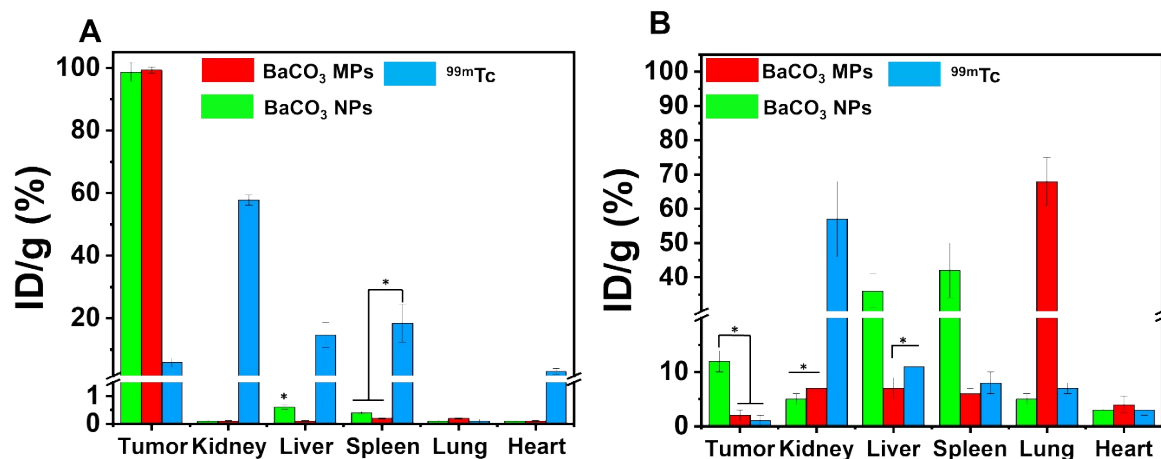 A
BaCO₃ MPs
⁹⁹ᵐTc
BaCO₃ NPs
ID/g (%)
100
80
60
40
20
1
0
*
*
Tumor Kidney Liver Spleen Lung Heart
B
BaCO₃ MPs
⁹⁹ᵐTc
BaCO₃ NPs
ID/g (%)
100
90
80
70
60
50
40
10
0
*
*
*
Tumor Kidney Liver Spleen Lung Heart